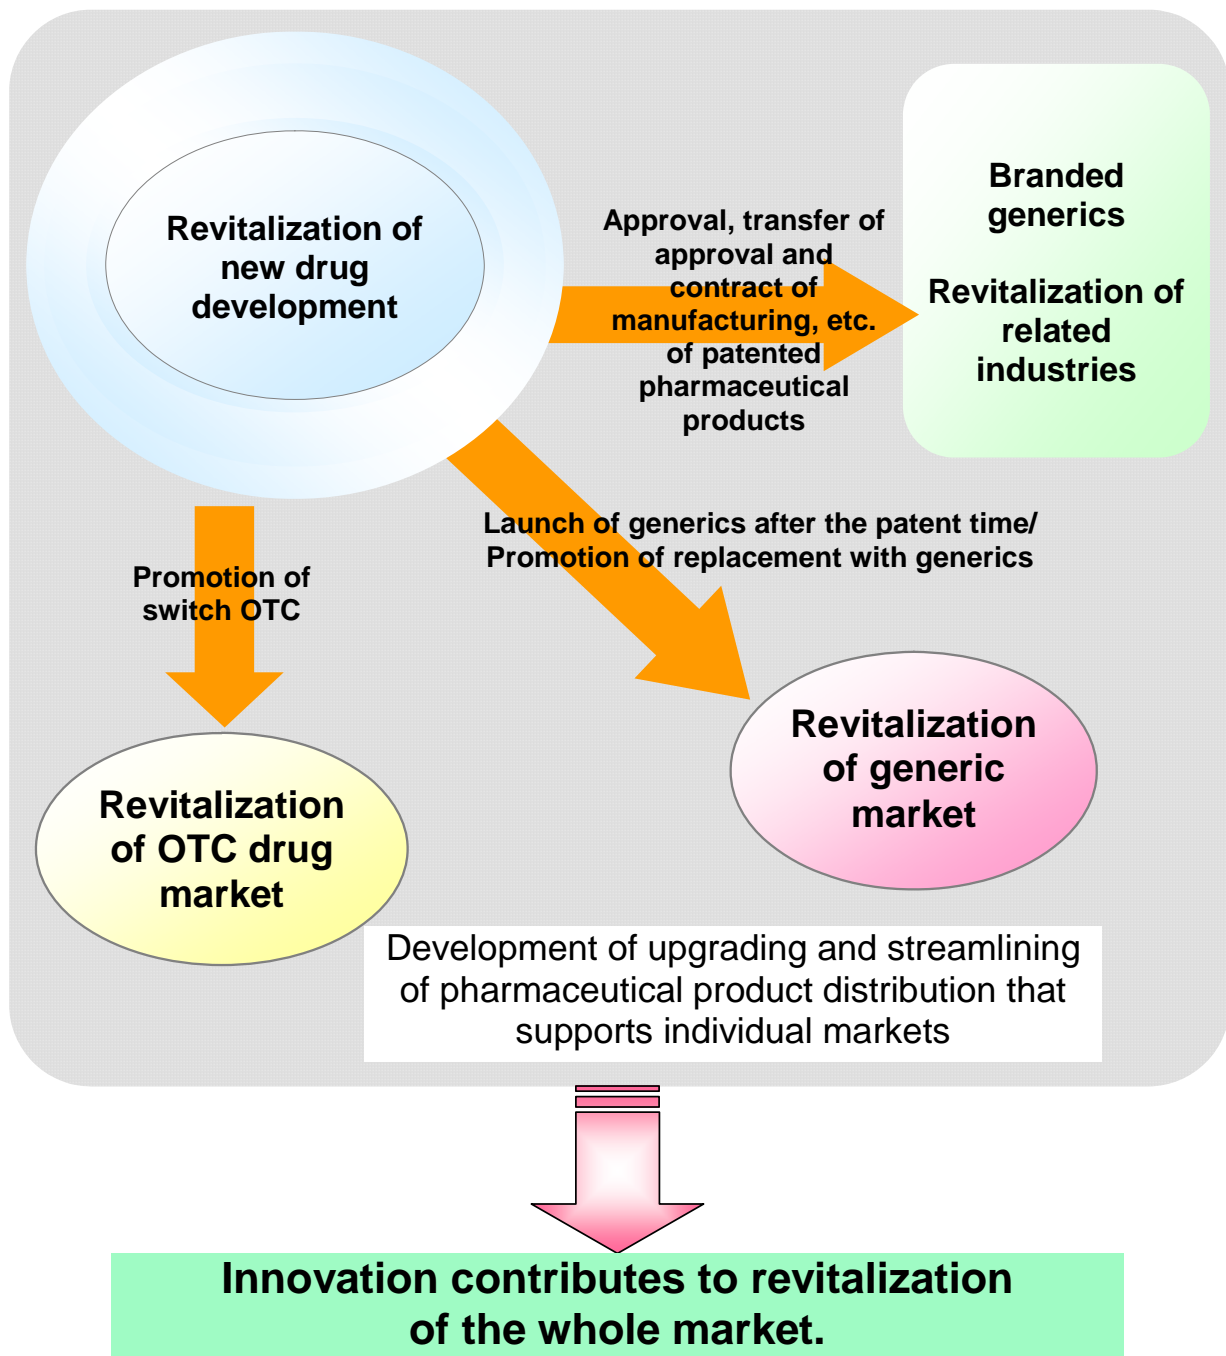 Revitalization of
new drug
development
Approval, transfer of
approval and
contract of
manufacturing, etc.
of patented
pharmaceutical
products
Branded
generics
Revitalization of
related
industries
Launch of generics after the patent time/
Promotion of replacement with generics
Promotion of
switch OTC
Revitalization
of generic
market
Revitalization
of OTC drug
market
Development of upgrading and streamlining
of pharmaceutical product distribution that
supports individual markets
Innovation contributes to revitalization
of the whole market.